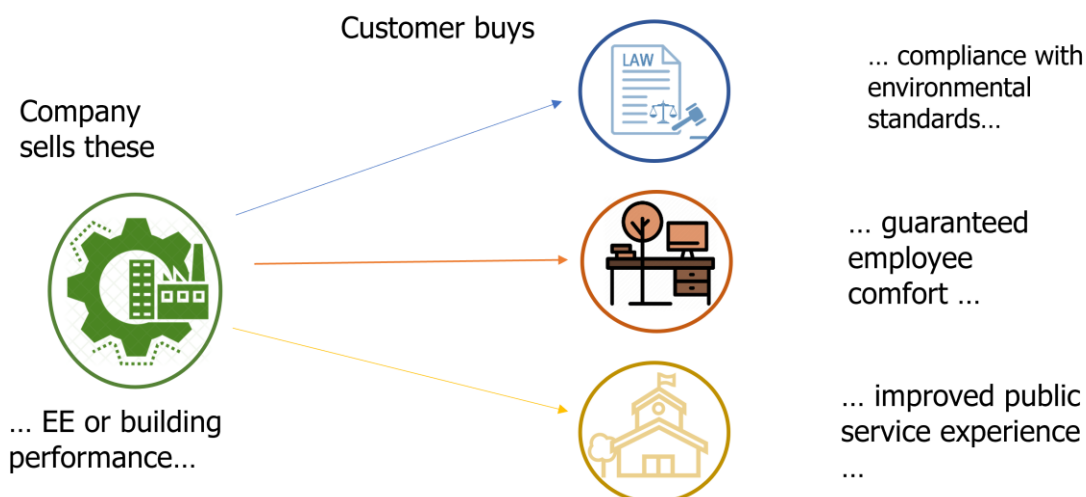 Customer buys
Company
sells these
… EE or building
performance…
LAW
… compliance with
environmental
standards…
… guaranteed
employee
comfort …
… improved public
service experience
…